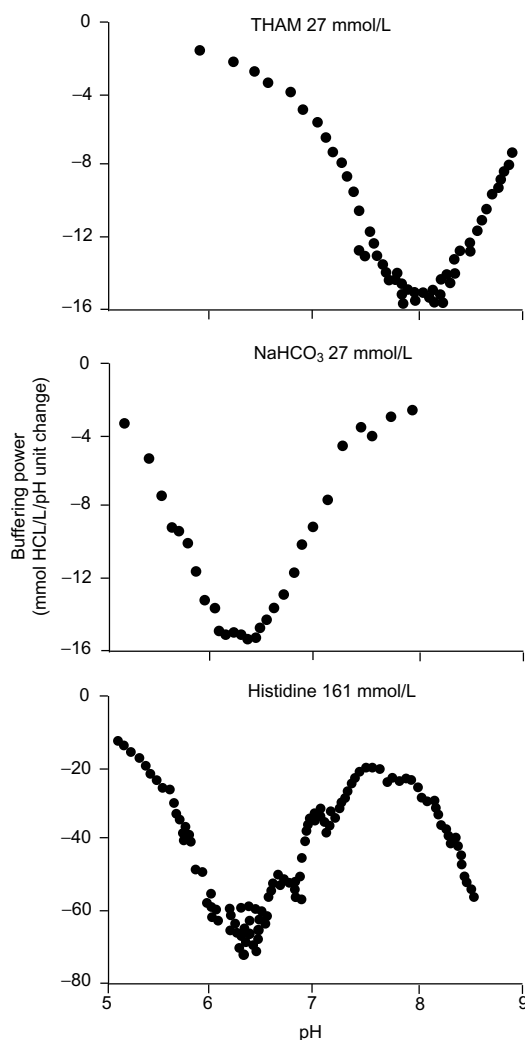 THAM 27 mmol/L
0
−4
−8
−12
−16
NaHCO₃ 27 mmol/L
0
−4
−8
−12
−16
Buffering power
(mmol HCL/L/pH unit change)
Histidine 161 mmol/L
0
−20
−40
−60
−80
5 6 7 8 9
pH